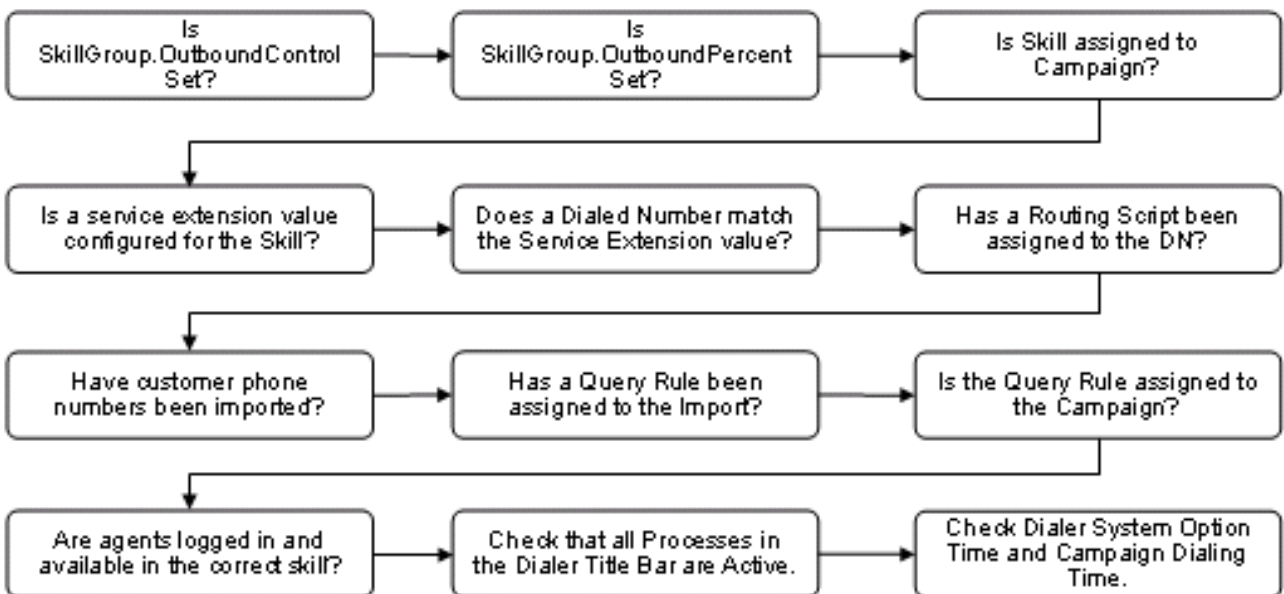 Is
SkillGroup.OutboundControl
Set?
Is
SkillGroup.OutboundPercent
Set?
Is Skill assigned to
Campaign?
Is a service extension value
configured for the Skill?
Does a Dialed Number match
the Service Extension value?
Has a Routing Script been
assigned to the DN?
Have customer phone
numbers been imported?
Has a Query Rule been
assigned to the Import?
Is the Query Rule assigned to
the Campaign?
Are agents logged in and
available in the correct skill?
Check that all Processes in
the Dialer Title Bar are Active.
Check Dialer System Option
Time and Campaign Dialing
Time.